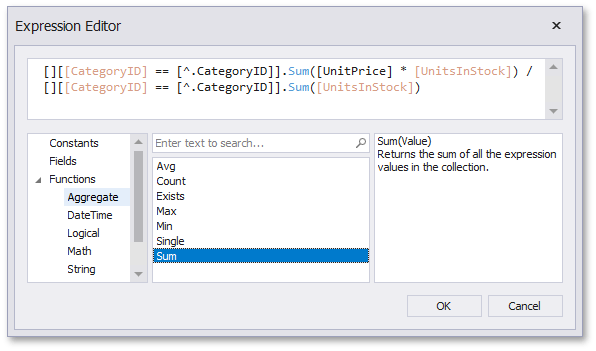 Expression Editor
[][[CategoryID] == [^.CategoryID]].Sum([UnitPrice] * [UnitsInStock]) /
[][[CategoryID] == [^.CategoryID]].Sum([UnitsInStock])
Constants
Fields
Functions
Aggregate
DateTime
Logical
Math
String
Enter text to search...
Avg
Count
Exists
Max
Min
Single
Sum
Sum(Value)
Returns the sum of all the expression
values in the collection.
OK
Cancel